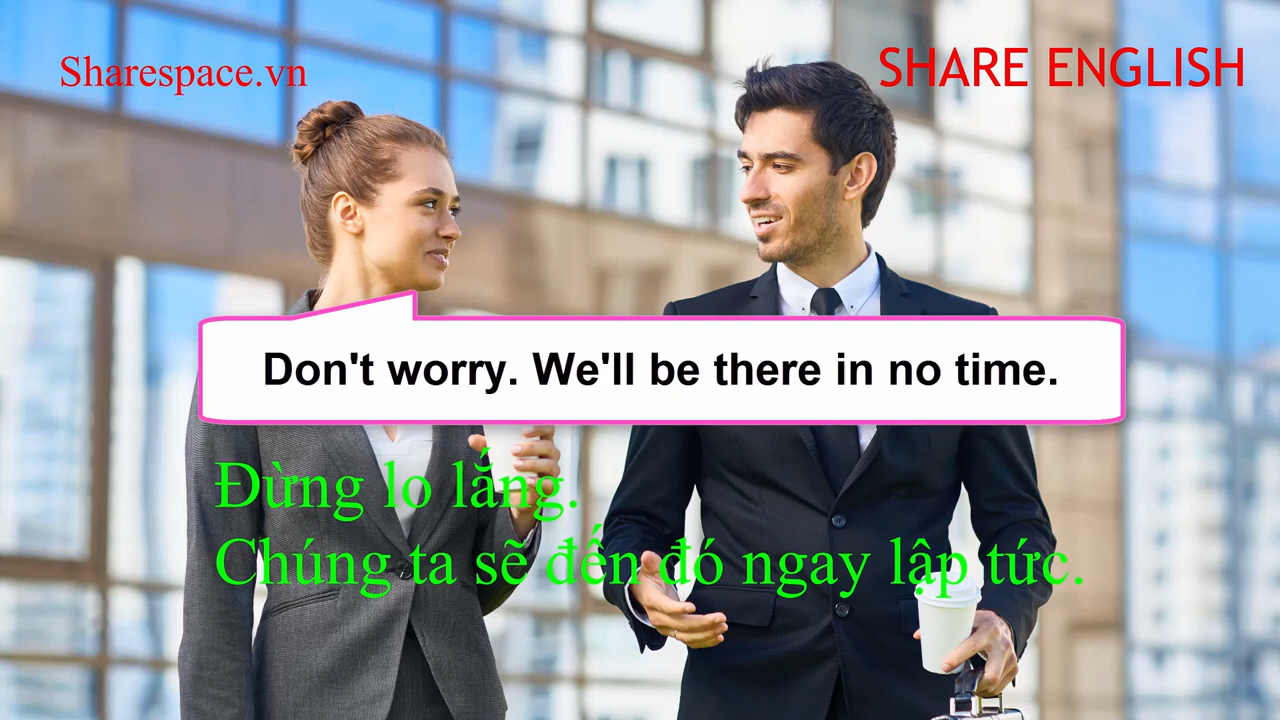 Sharespace.vn
SHARE ENGLISH
Don't worry. We'll be there in no time.
Đừng lo lắng.
Chúng ta sẽ đến đó ngay lập tức.